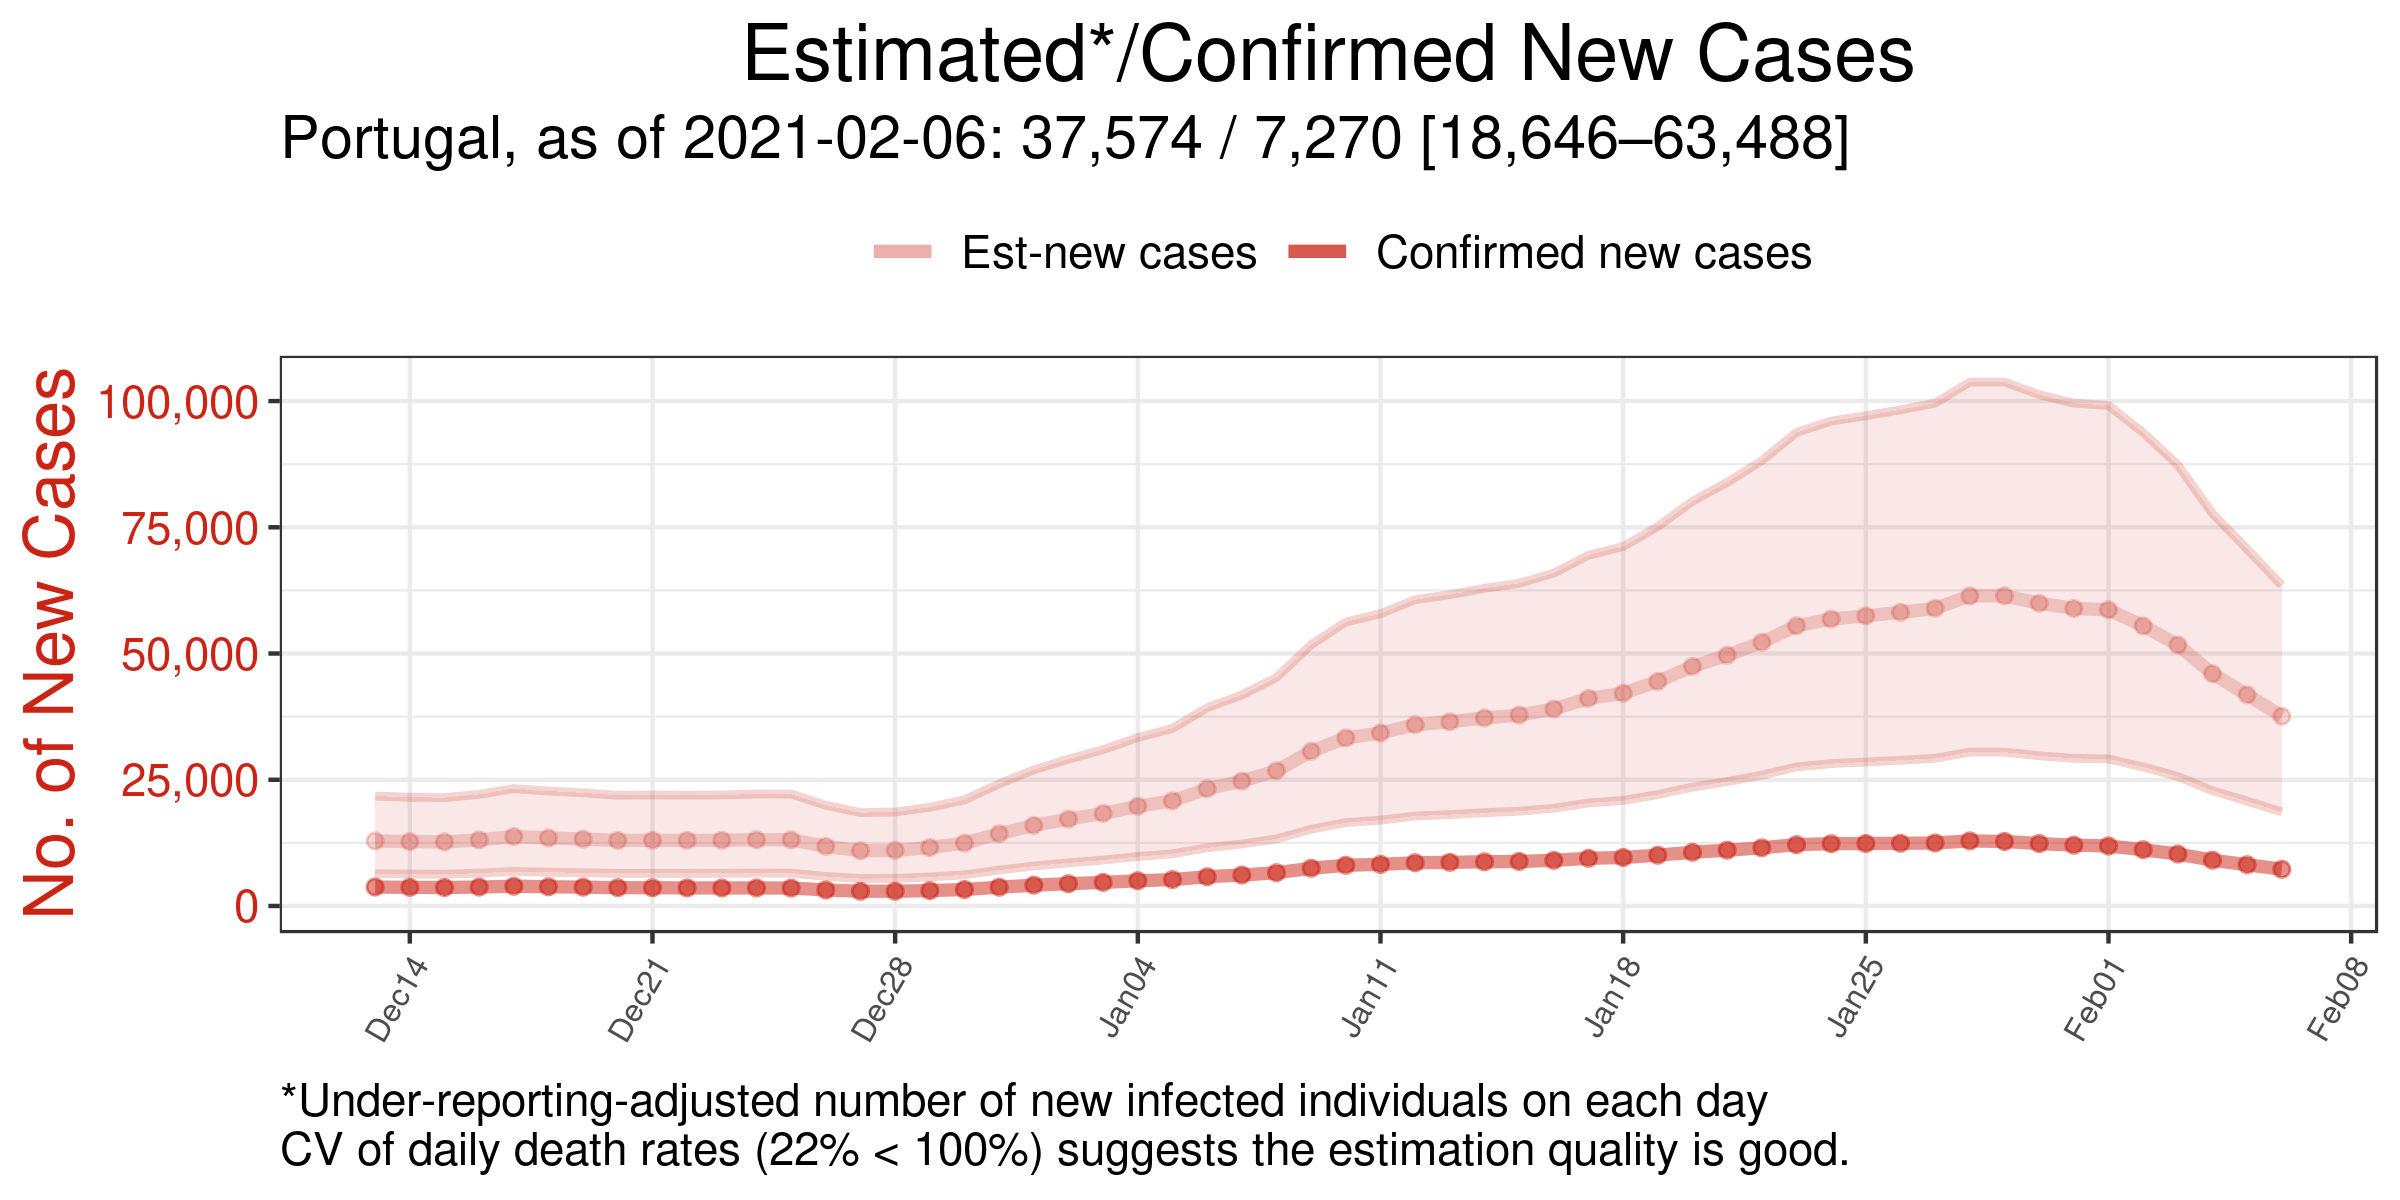 Estimated*/Confirmed New Cases
Portugal, as of 2021-02-06: 37,574 / 7,270 [18,646–63,488]
Est-new cases
Confirmed new cases
No. of New Cases
100,000
75,000
50,000
25,000
0
Dec14
Dec21
Dec28
Jan04
Jan11
Jan18
Jan25
Feb01
Feb08
*Under-reporting-adjusted number of new infected individuals on each day
CV of daily death rates (22% < 100%) suggests the estimation quality is good.